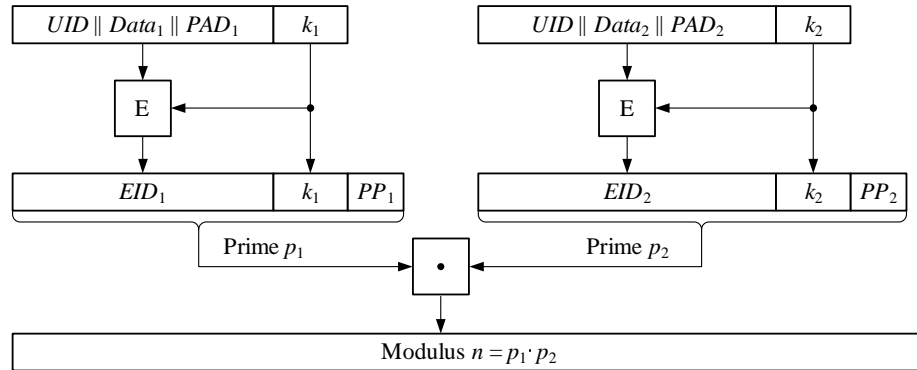 UID || Data₁ || PAD₁ k₁ UID || Data₂ || PAD₂ k₂
E E
EID₁ k₁ PP₁ EID₂ k₂ PP₂
Prime p₁ Prime p₂
•
Modulus n = p₁· p₂